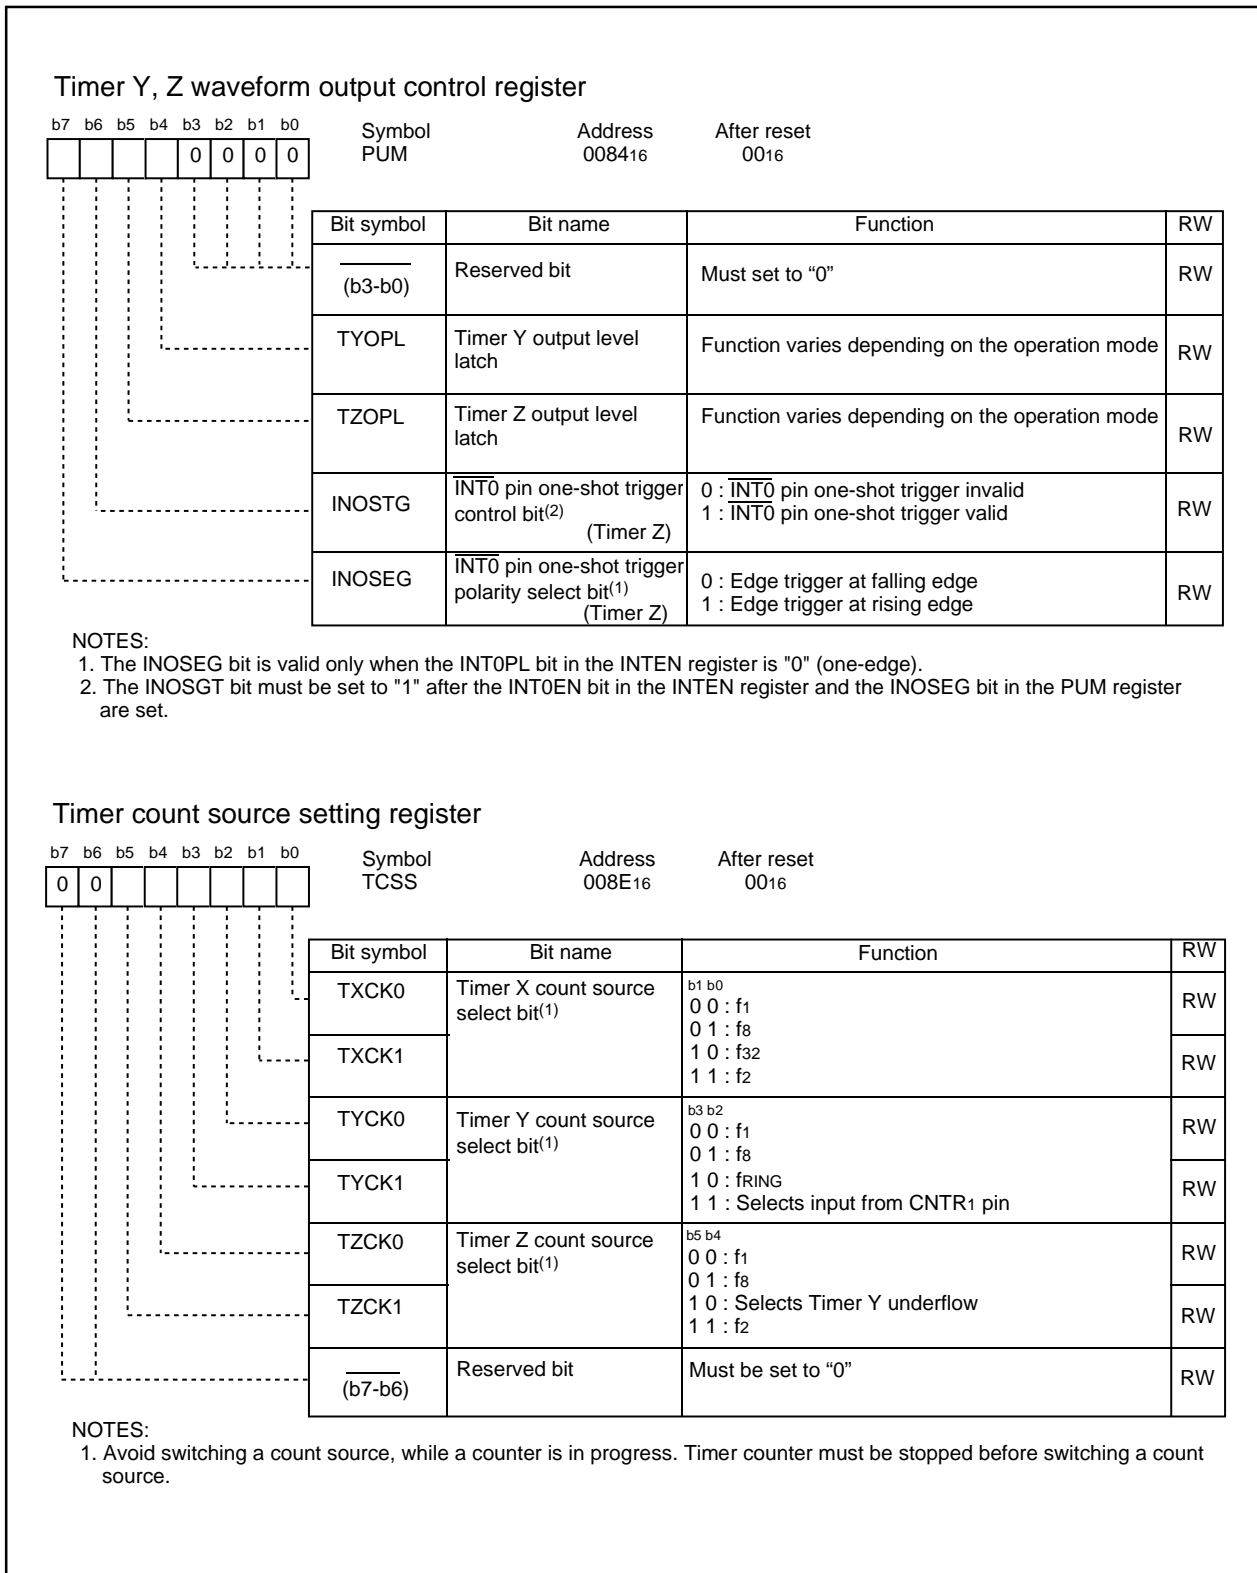 Timer Y, Z waveform output control register
b7 b6 b5 b4 b3 b2 b1 b0
Symbol Address After reset
0 0 0 0
PUM 008416 0016
Bit symbol Bit name Function RW
(b3-b0) Reserved bit Must set to “0” RW
TYOPL Timer Y output level
latch Function varies depending on the operation mode RW
TZOPL Timer Z output level
latch Function varies depending on the operation mode RW
INOSTG INT0 pin one-shot trigger
control bit(2)
(Timer Z)
0 : INT0 pin one-shot trigger invalid
1 : INT0 pin one-shot trigger valid
RW
INOSEG INT0 pin one-shot trigger
polarity select bit(1)
(Timer Z)
0 : Edge trigger at falling edge
1 : Edge trigger at rising edge
RW
NOTES:
1. The INOSEG bit is valid only when the INT0PL bit in the INTEN register is "0" (one-edge).
2. The INOSGT bit must be set to "1" after the INT0EN bit in the INTEN register and the INOSEG bit in the PUM register
are set.
Timer count source setting register
b7 b6 b5 b4 b3 b2 b1 b0
Symbol Address After reset
0 0
TCSS 008E16 0016
Bit symbol Bit name Function RW
TXCK0 Timer X count source
select bit(1)
b1 b0
0 0 : f1
0 1 : f8
RW
TXCK1
1 0 : f32
1 1 : f2
RW
TYCK0 Timer Y count source
select bit(1)
b3 b2
0 0 : f1
0 1 : f8
RW
TYCK1
1 0 : fRING
1 1 : Selects input from CNTR1 pin
RW
TZCK0 Timer Z count source
select bit(1)
b5 b4
0 0 : f1
0 1 : f8
RW
TZCK1
1 0 : Selects Timer Y underflow
1 1 : f2
RW
(b7-b6) Reserved bit Must be set to “0” RW
NOTES:
1. Avoid switching a count source, while a counter is in progress. Timer counter must be stopped before switching a count
source.